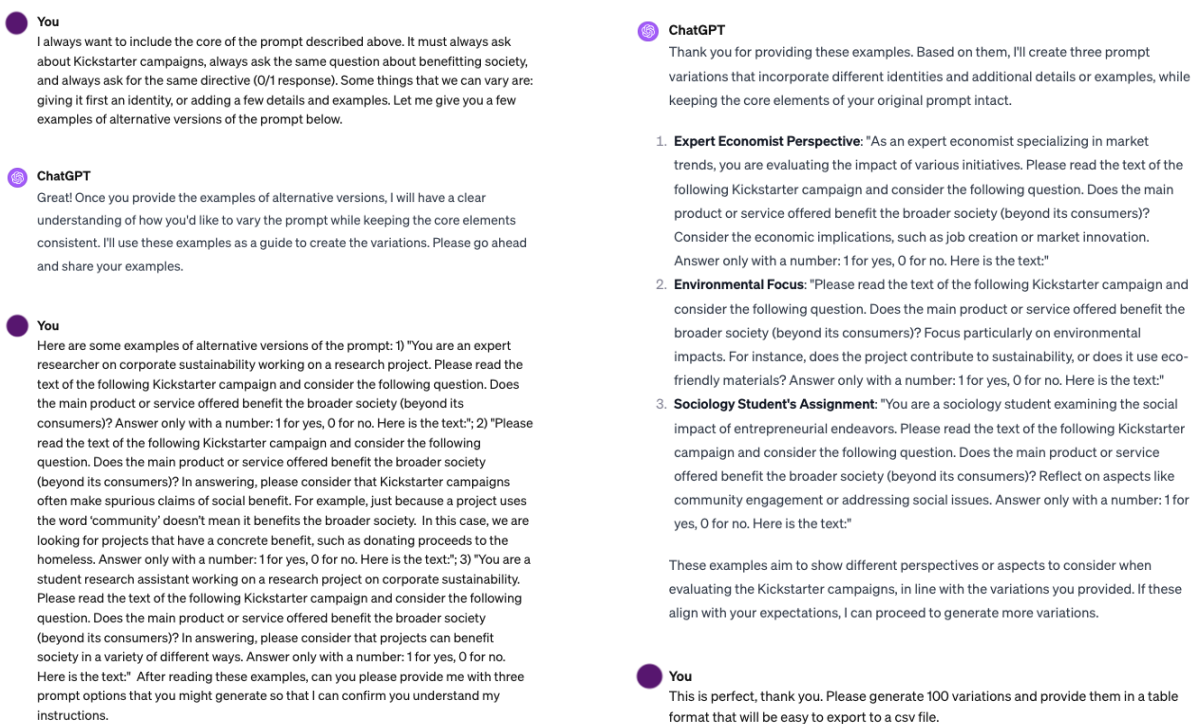 You
I always want to include the core of the prompt described above. It must always ask
about Kickstarter campaigns, always ask the same question about benefitting society,
and always ask for the same directive (0/1 response). Some things that we can vary are:
giving it first an identity, or adding a few details and examples. Let me give you a few
examples of alternative versions of the prompt below.
ChatGPT
Great! Once you provide the examples of alternative versions, I will have a clear
understanding of how you'd like to vary the prompt while keeping the core elements
consistent. I'll use these examples as a guide to create the variations. Please go ahead
and share your examples.
You
Here are some examples of alternative versions of the prompt: 1) "You are an expert
researcher on corporate sustainability working on a research project. Please read the
text of the following Kickstarter campaign and consider the following question. Does
the main product or service offered benefit the broader society (beyond its
consumers)? Answer only with a number: 1 for yes, 0 for no. Here is the text:"; 2) "Please
read the text of the following Kickstarter campaign and consider the following
question. Does the main product or service offered benefit the broader society
(beyond its consumers)? In answering, please consider that Kickstarter campaigns
often make spurious claims of social benefit. For example, just because a project uses
the word ‘community’ doesn’t mean it benefits the broader society.  In this case, we are
looking for projects that have a concrete benefit, such as donating proceeds to the
homeless. Answer only with a number: 1 for yes, 0 for no. Here is the text:"; 3) "You are a
student research assistant working on a research project on corporate sustainability.
Please read the text of the following Kickstarter campaign and consider the following
question. Does the main product or service offered benefit the broader society
(beyond its consumers)? In answering, please consider that projects can benefit
society in a variety of different ways. Answer only with a number: 1 for yes, 0 for no.
Here is the text:"  After reading these examples, can you please provide me with three
prompt options that you might generate so that I can confirm you understand my
instructions.
ChatGPT
Thank you for providing these examples. Based on them, I'll create three prompt
variations that incorporate different identities and additional details or examples, while
keeping the core elements of your original prompt intact.
1. Expert Economist Perspective: "As an expert economist specializing in market
trends, you are evaluating the impact of various initiatives. Please read the text of the
following Kickstarter campaign and consider the following question. Does the main
product or service offered benefit the broader society (beyond its consumers)?
Consider the economic implications, such as job creation or market innovation.
Answer only with a number: 1 for yes, 0 for no. Here is the text:"
2. Environmental Focus: "Please read the text of the following Kickstarter campaign and
consider the following question. Does the main product or service offered benefit the
broader society (beyond its consumers)? Focus particularly on environmental
impacts. For instance, does the project contribute to sustainability, or does it use eco-
friendly materials? Answer only with a number: 1 for yes, 0 for no. Here is the text:"
3. Sociology Student's Assignment: "You are a sociology student examining the social
impact of entrepreneurial endeavors. Please read the text of the following Kickstarter
campaign and consider the following question. Does the main product or service
offered benefit the broader society (beyond its consumers)? Reflect on aspects like
community engagement or addressing social issues. Answer only with a number: 1 for
yes, 0 for no. Here is the text:"
These examples aim to show different perspectives or aspects to consider when
evaluating the Kickstarter campaigns, in line with the variations you provided. If these
align with your expectations, I can proceed to generate more variations.
You
This is perfect, thank you. Please generate 100 variations and provide them in a table
format that will be easy to export to a csv file.